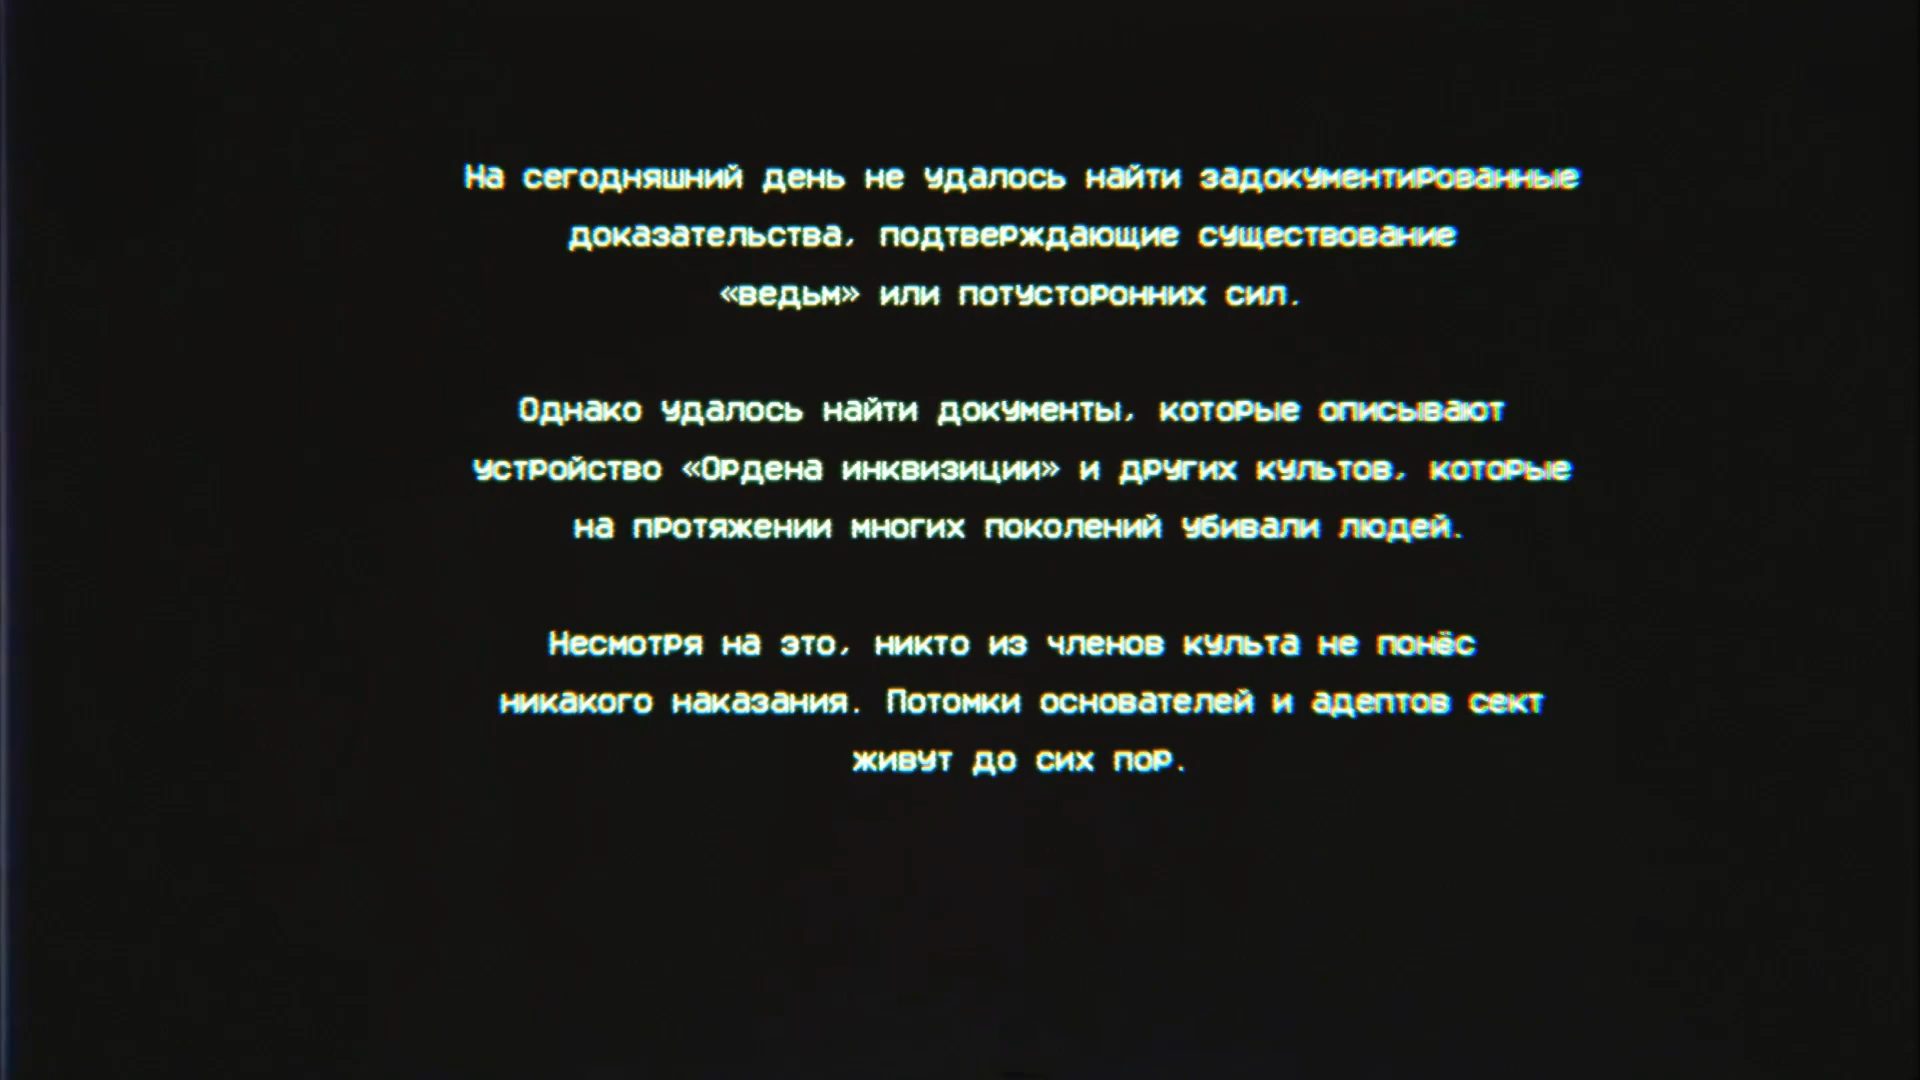 На сегодняшний день не удалось найти задокументированные
доказательства, подтверждающие существование
«ведьм» или потусторонних сил.
Однако удалось найти документы, которые описывают
устройство «Ордена инквизиции» и других культов, которые
на протяжении многих поколений убивали людей.
Несмотря на это, никто из членов культа не понёс
никакого наказания. Потомки основателей и адептов сект
живут до сих пор.